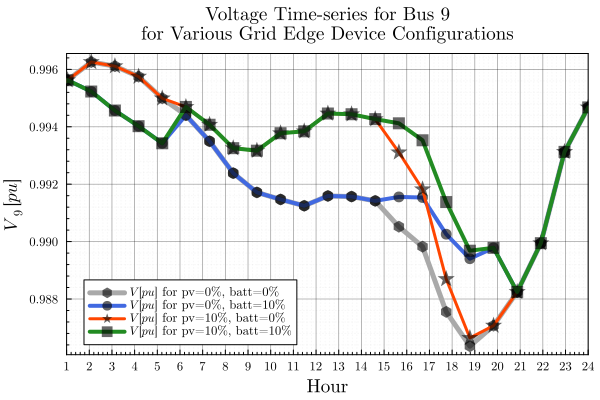 Voltage Time-series for Bus 9
for Various Grid Edge Device Configurations
0.996
0.994
0.992
0.990
0.988
V9 [pu]
V[pu] for pv=0%, batt=0%
V[pu] for pv=0%, batt=10%
V[pu] for pv=10%, batt=0%
V[pu] for pv=10%, batt=10%
1 2 3 4 5 6 7 8 9 10 11 12 13 14 15 16 17 18 19 20 21 22 23 24
Hour